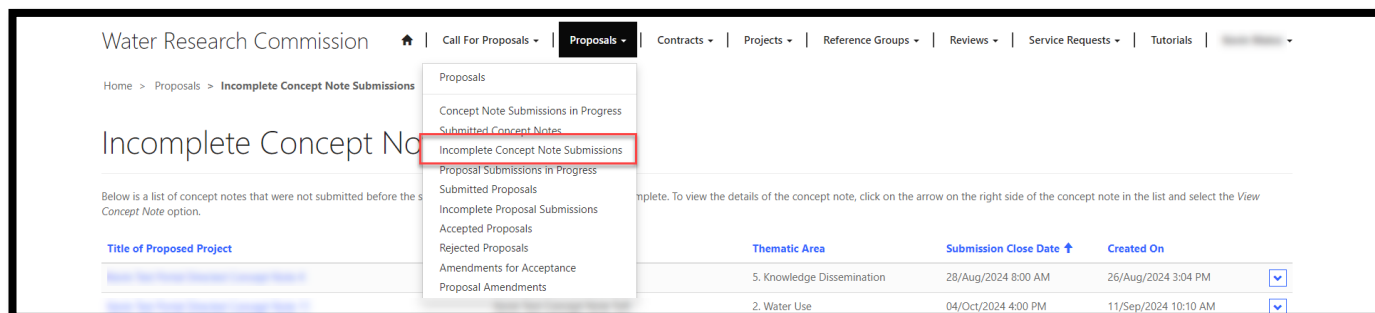 Water Research Commission | Call For Proposals | Proposals | Contracts | Projects | Reference Groups | Reviews | Service Requests | Tutorials |
Home > Proposals > Incomplete Concept Note Submissions
Proposals
Concept Note Submissions in Progress
Submitted Concept Notes
Incomplete Concept Note Submissions
Proposal Submissions in Progress
Submitted Proposals
Incomplete Proposal Submissions
Accepted Proposals
Rejected Proposals
Amendments for Acceptance
Proposal Amendments
Incomplete Concept No
Below is a list of concept notes that were not submitted before the s mplete. To view the details of the concept note, click on the arrow on the right side of the concept note in the list and select the View
Concept Note option.
Title of Proposed Project Thematic Area Submission Close Date Created On
5. Knowledge Dissemination 28/Aug/2024 8:00 AM 26/Aug/2024 3:04 PM
2. Water Use 04/Oct/2024 4:00 PM 11/Sep/2024 10:10 AM